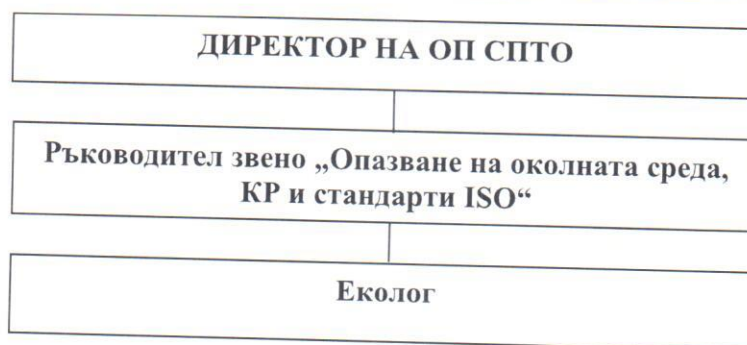 ДИРЕКТОР НА ОП СПТО
Ръководител звено „Опазване на околната среда,
КР и стандарти ISO“
Еколог